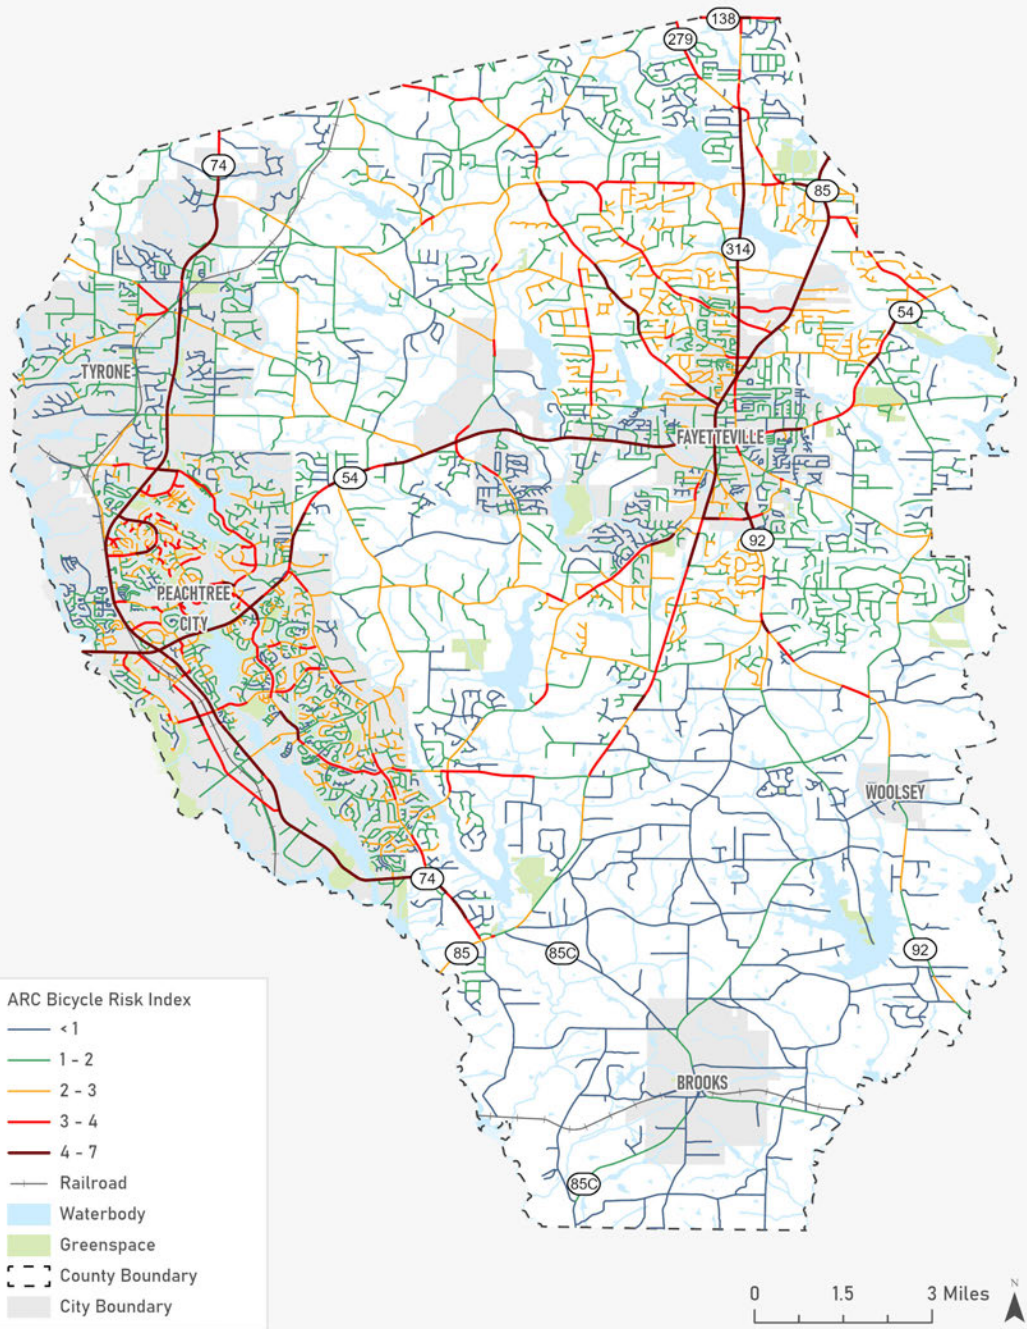 138
279
74
85
314
54
TYRONE
FAYETTEVILLE
54
92
PEACHTREE
CITY
WOOLSEY
74
85
85C
92
BROOKS
85C
ARC Bicycle Risk Index
< 1
1 - 2
2 - 3
3 - 4
4 - 7
Railroad
Waterbody
Greenspace
County Boundary
City Boundary
0 1.5 3 Miles
N